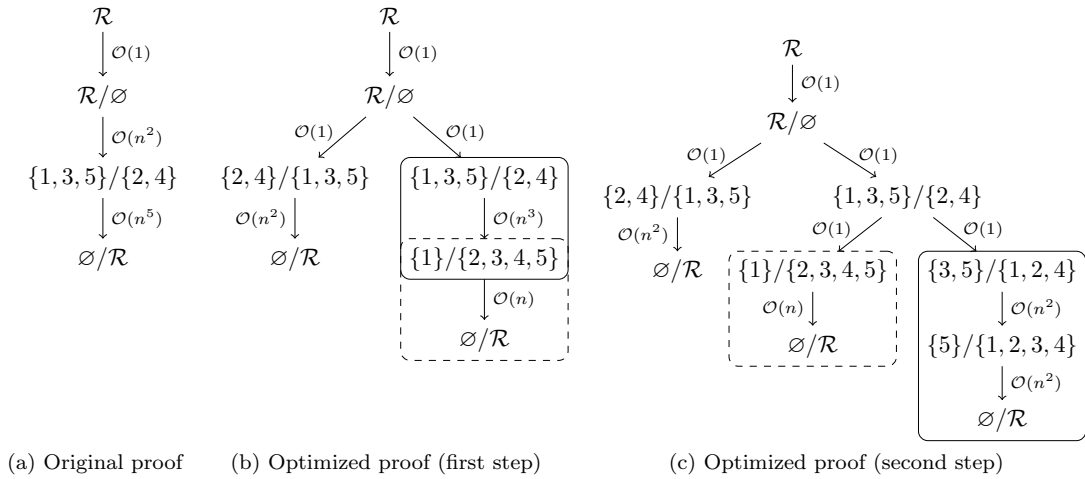 ℛ
𝒪(1)
ℛ/∅
𝒪(n²)
{1, 3, 5}/{2, 4}
𝒪(n⁵)
∅/ℛ
(a) Original proof
ℛ
𝒪(1)
ℛ/∅
𝒪(1) 𝒪(1)
{2, 4}/{1, 3, 5} {1, 3, 5}/{2, 4}
𝒪(n²) 𝒪(n³)
∅/ℛ {1}/{2, 3, 4, 5}
𝒪(n)
∅/ℛ
(b) Optimized proof (first step)
ℛ
𝒪(1)
ℛ/∅
𝒪(1) 𝒪(1)
{2, 4}/{1, 3, 5} {1, 3, 5}/{2, 4}
𝒪(n²) 𝒪(1) 𝒪(1)
∅/ℛ {1}/{2, 3, 4, 5} {3, 5}/{1, 2, 4}
𝒪(n) 𝒪(n²)
∅/ℛ {5}/{1, 2, 3, 4}
𝒪(n²)
∅/ℛ
(c) Optimized proof (second step)